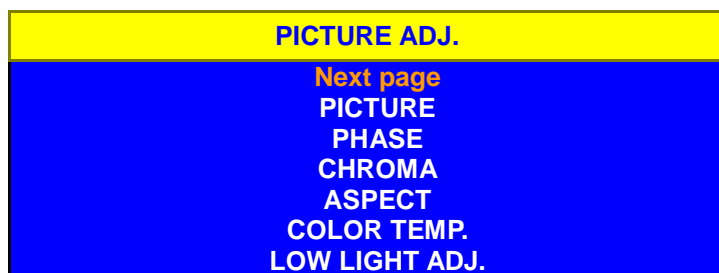 PICTURE ADJ.
Next page
PICTURE
PHASE
CHROMA
ASPECT
COLOR TEMP.
LOW LIGHT ADJ.